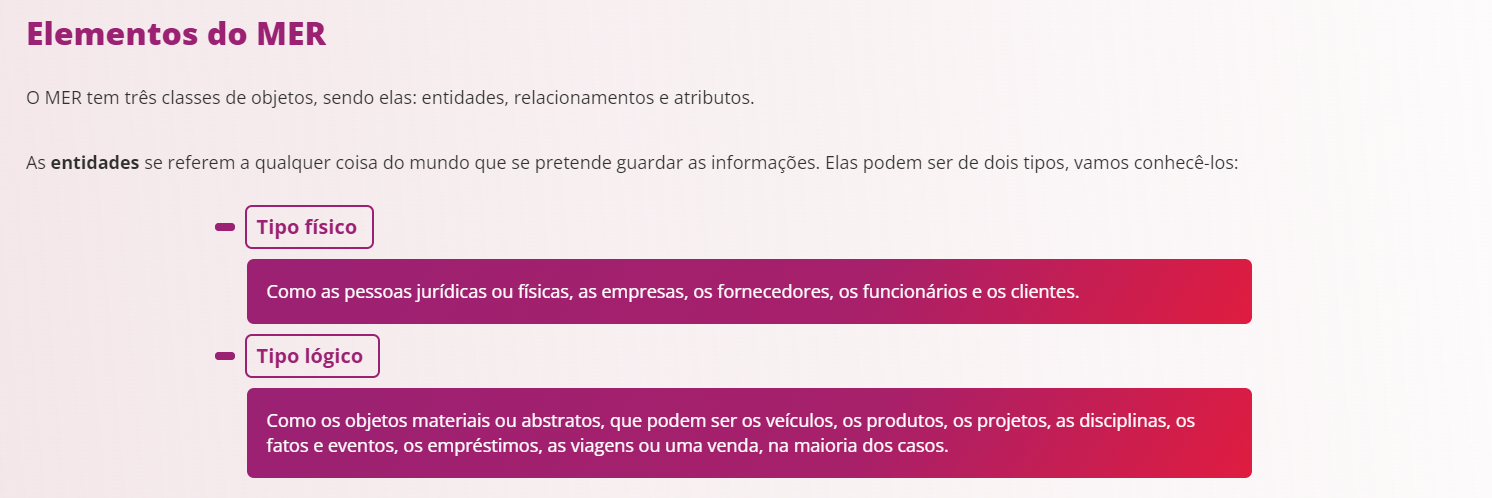 Elementos do MER
O MER tem três classes de objetos, sendo elas: entidades, relacionamentos e atributos.
As entidades se referem a qualquer coisa do mundo que se pretende guardar as informações. Elas podem ser de dois tipos, vamos conhecê-los:
Tipo físico
Como as pessoas jurídicas ou físicas, as empresas, os fornecedores, os funcionários e os clientes.
Tipo lógico
Como os objetos materiais ou abstratos, que podem ser os veículos, os produtos, os projetos, as disciplinas, os
fatos e eventos, os empréstimos, as viagens ou uma venda, na maioria dos casos.